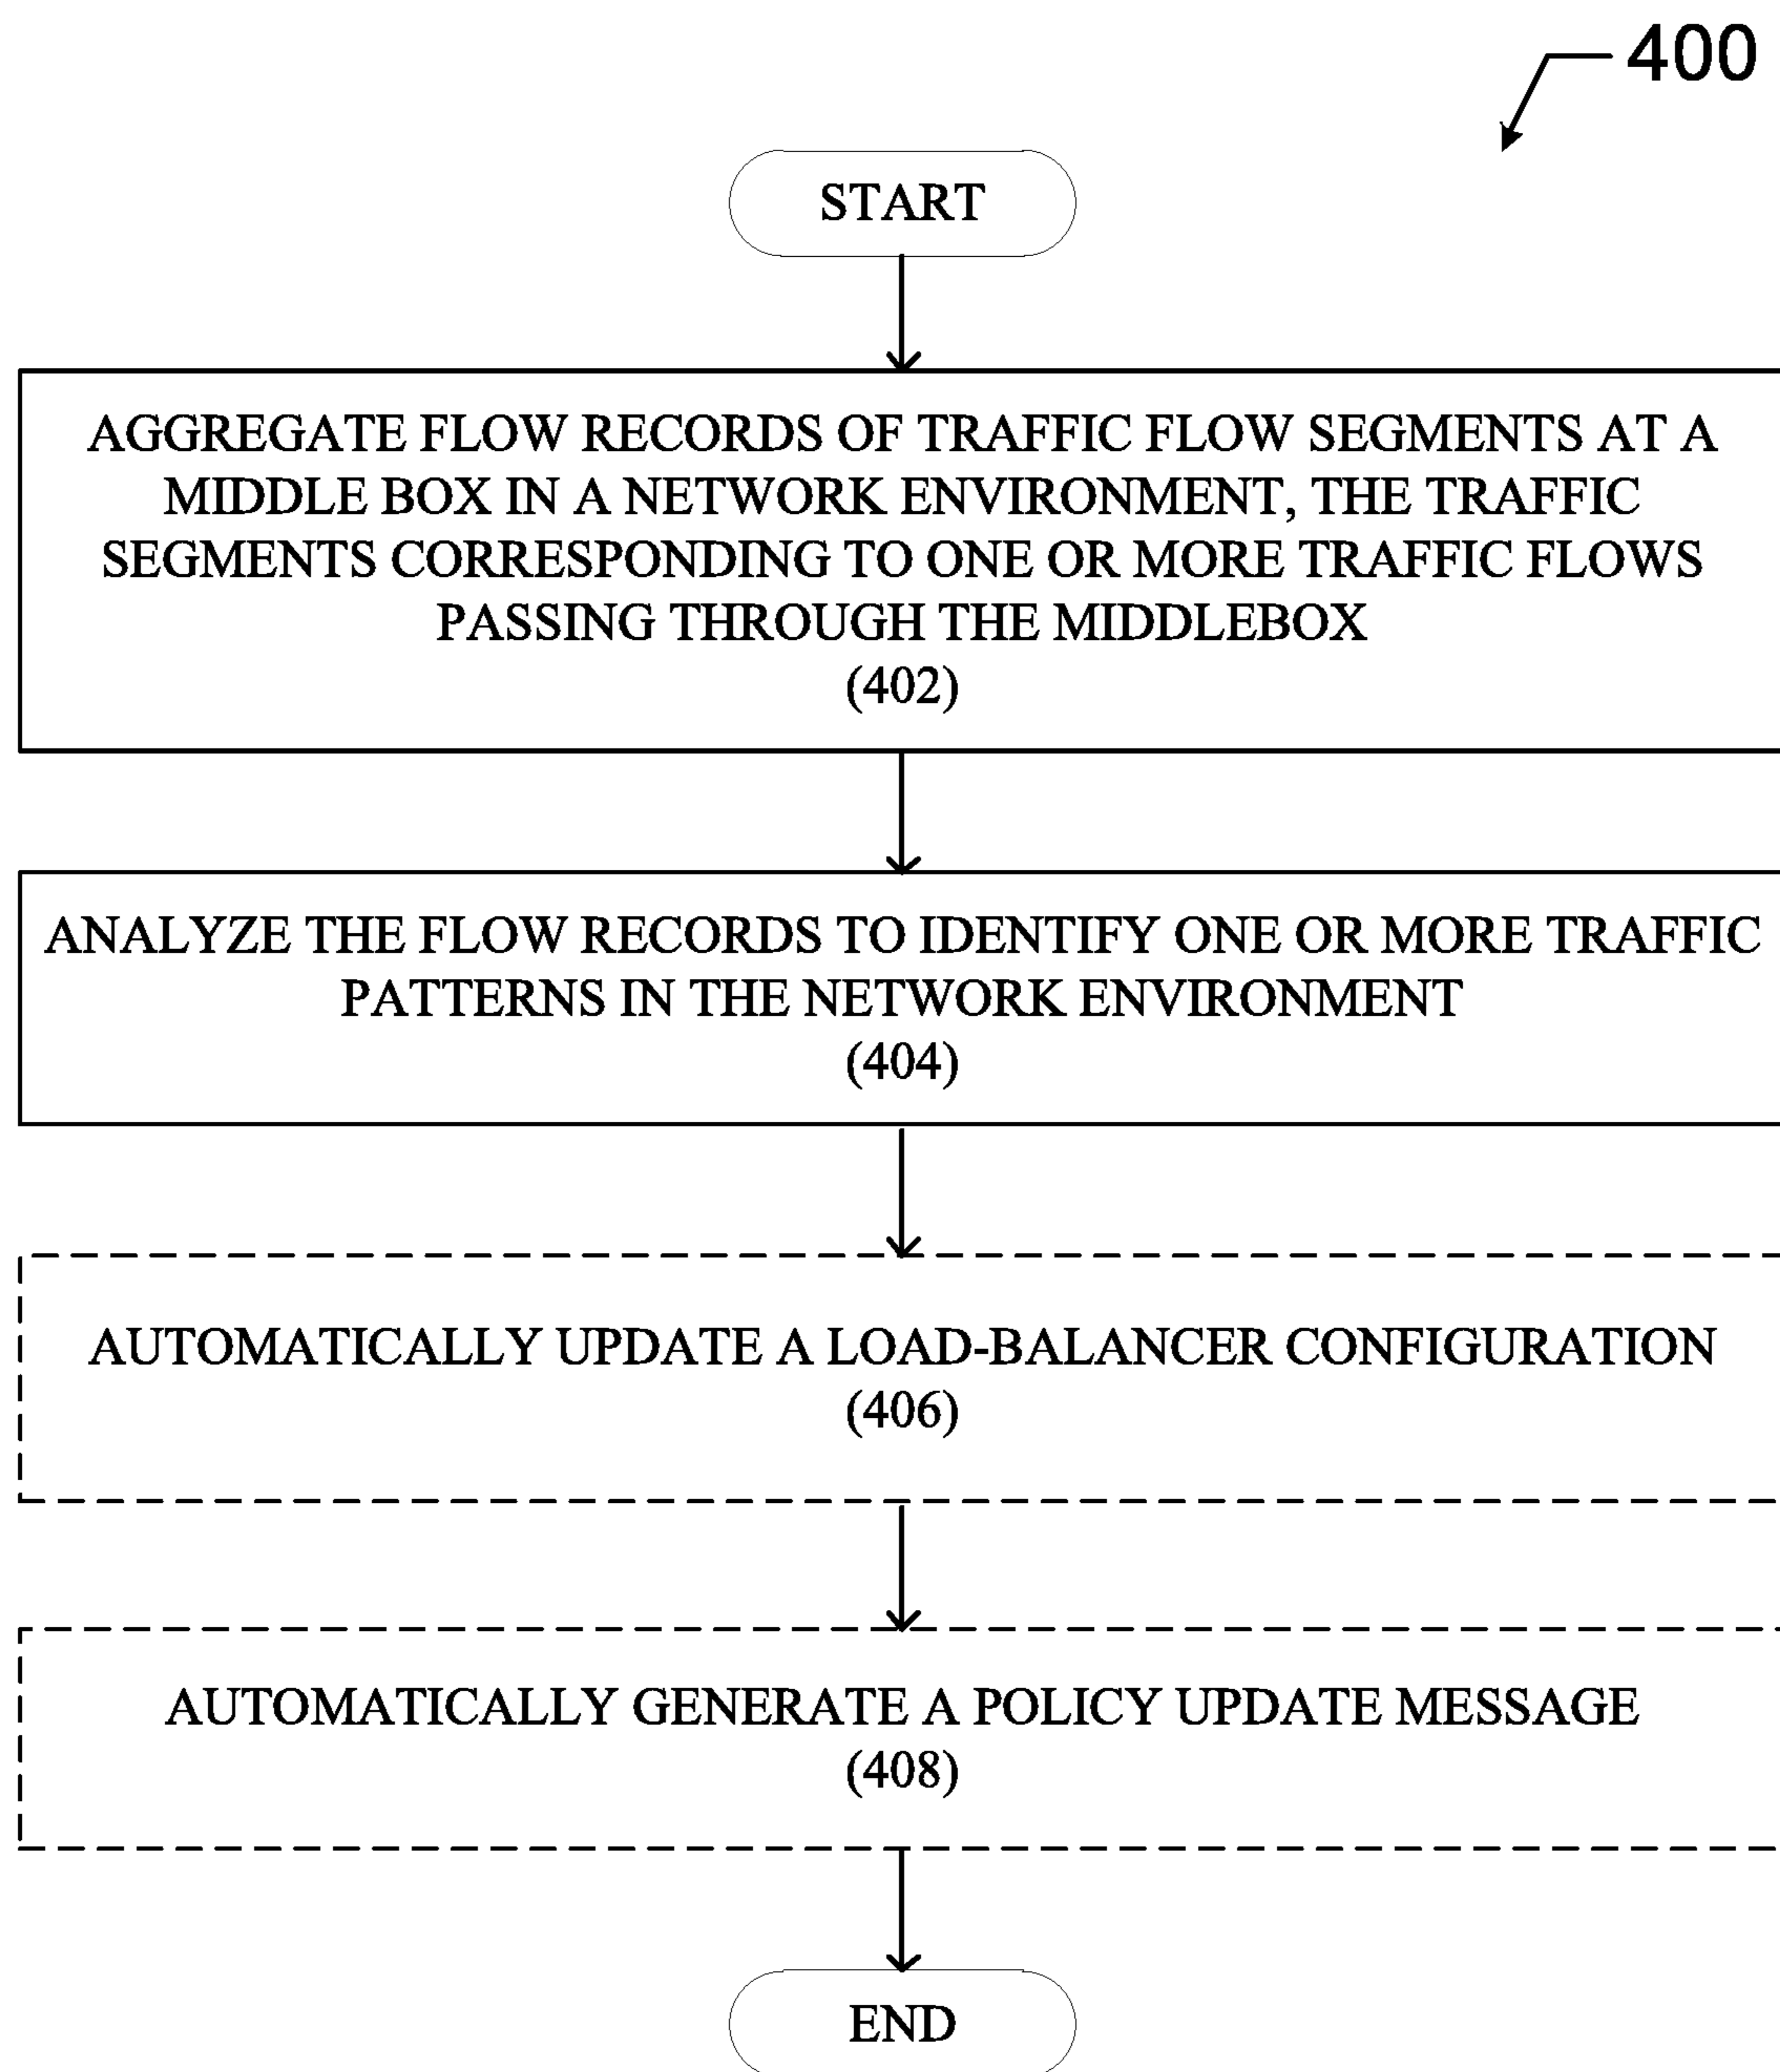 400
START
AGGREGATE FLOW RECORDS OF TRAFFIC FLOW SEGMENTS AT A
MIDDLE BOX IN A NETWORK ENVIRONMENT, THE TRAFFIC
SEGMENTS CORRESPONDING TO ONE OR MORE TRAFFIC FLOWS
PASSING THROUGH THE MIDDLEBOX
(402)
ANALYZE THE FLOW RECORDS TO IDENTIFY ONE OR MORE TRAFFIC
PATTERNS IN THE NETWORK ENVIRONMENT
(404)
AUTOMATICALLY UPDATE A LOAD-BALANCER CONFIGURATION
(406)
AUTOMATICALLY GENERATE A POLICY UPDATE MESSAGE
(408)
END